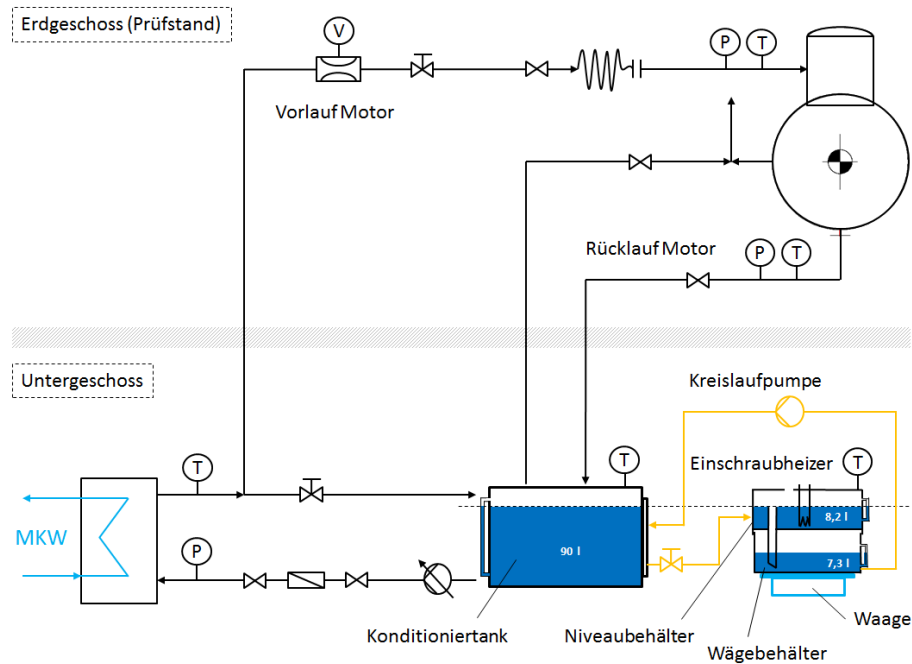 Erdgeschoss (Prüfstand)
V
P
T
Vorlauf Motor
Rücklauf Motor
P
T
Untergeschoss
Kreislaufpumpe
T
T
Einschraubheizer
T
MKW
8,2 l
90 l
P
7,3 l
Konditioniertank
Niveaubehälter
Waage
Wägebehälter